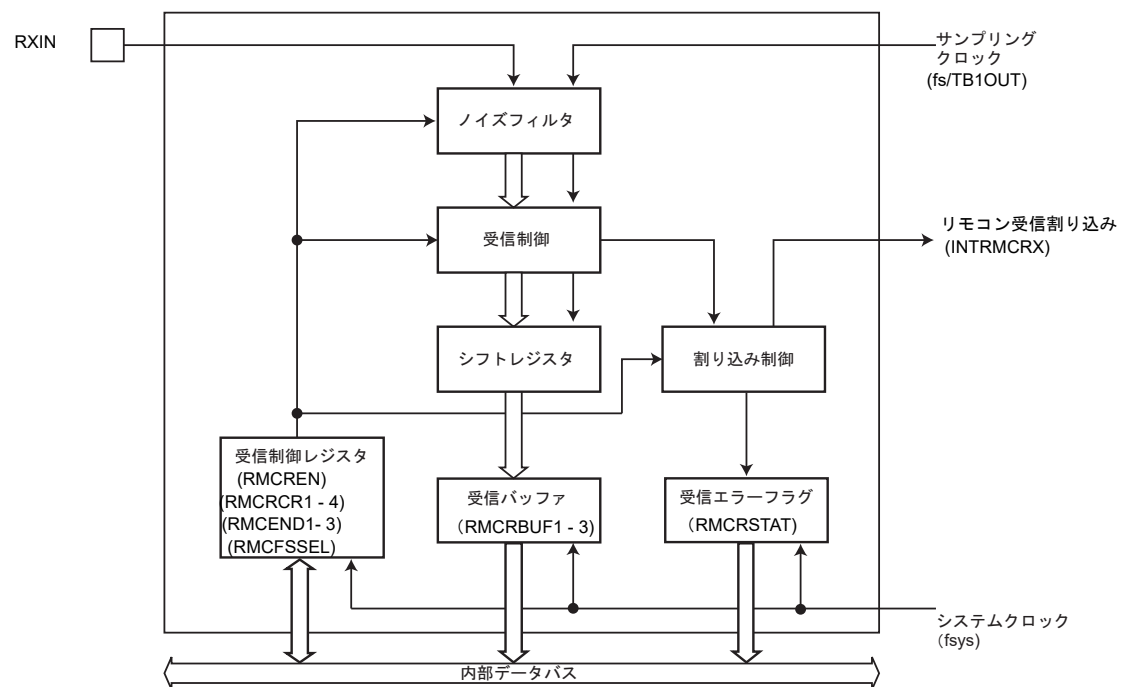 RXIN
サンプリング
クロック
(fs/TB1OUT)
ノイズフィルタ
受信制御
リモコン受信割り込み
(INTRMCRX)
シフトレジスタ
割り込み制御
受信制御レジスタ
(RMCREN)
(RMCRCR1 - 4)
(RMCEND1- 3)
(RMCFSSEL)
受信バッファ
(RMCRBUF1 - 3)
受信エラーフラグ
(RMCRSTAT)
システムクロック
(fsys)
内部データバス